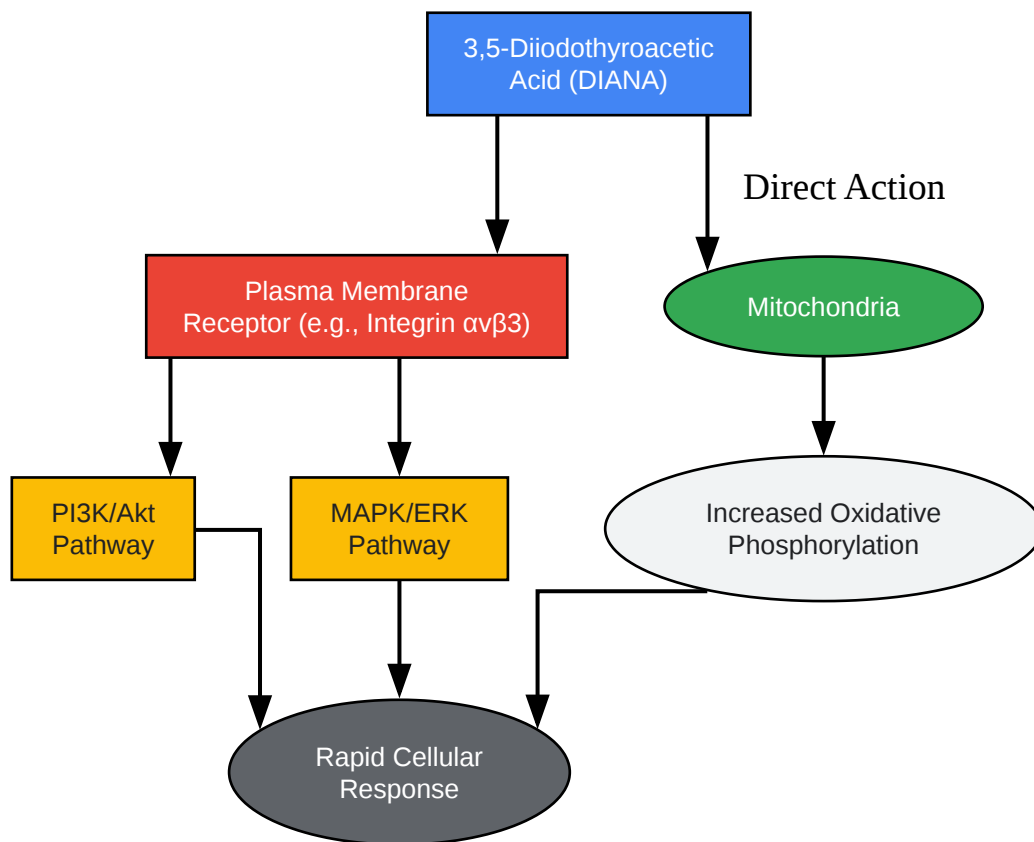 3,5-Diiodothyroacetic
Acid (DIANA)
Direct Action
Plasma Membrane
Receptor (e.g., Integrin αvβ3)
Mitochondria
PI3K/Akt
Pathway
MAPK/ERK
Pathway
Increased Oxidative
Phosphorylation
Rapid Cellular
Response